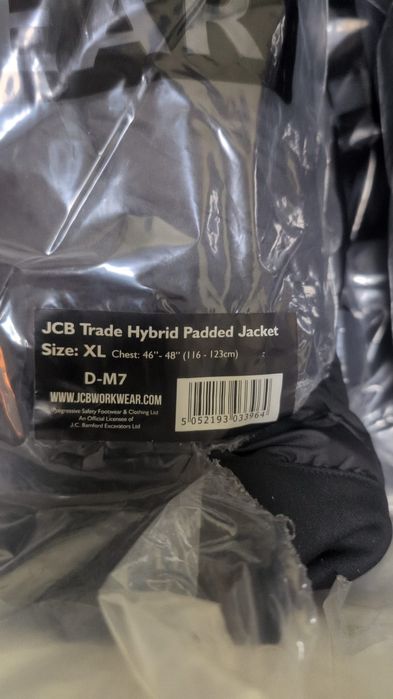 EAR
JCB Trade Hybrid Padded Jacket
Size: XL Chest: 46"- 48" (116 - 123cm)
D-M7
WWW.JCBWORKWEAR.COM
Progressive Safety Footwear & Clothing Ltd
An Official Licensee of
J.C. Bamford Excavators Ltd
5 052193 033964